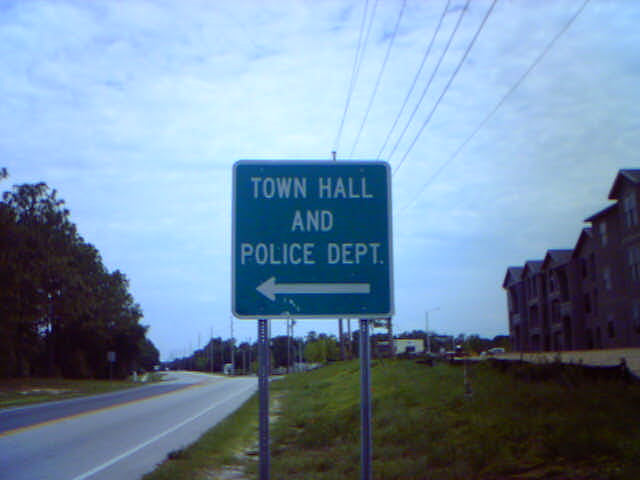 TOWN HALL
AND
POLICE DEPT.